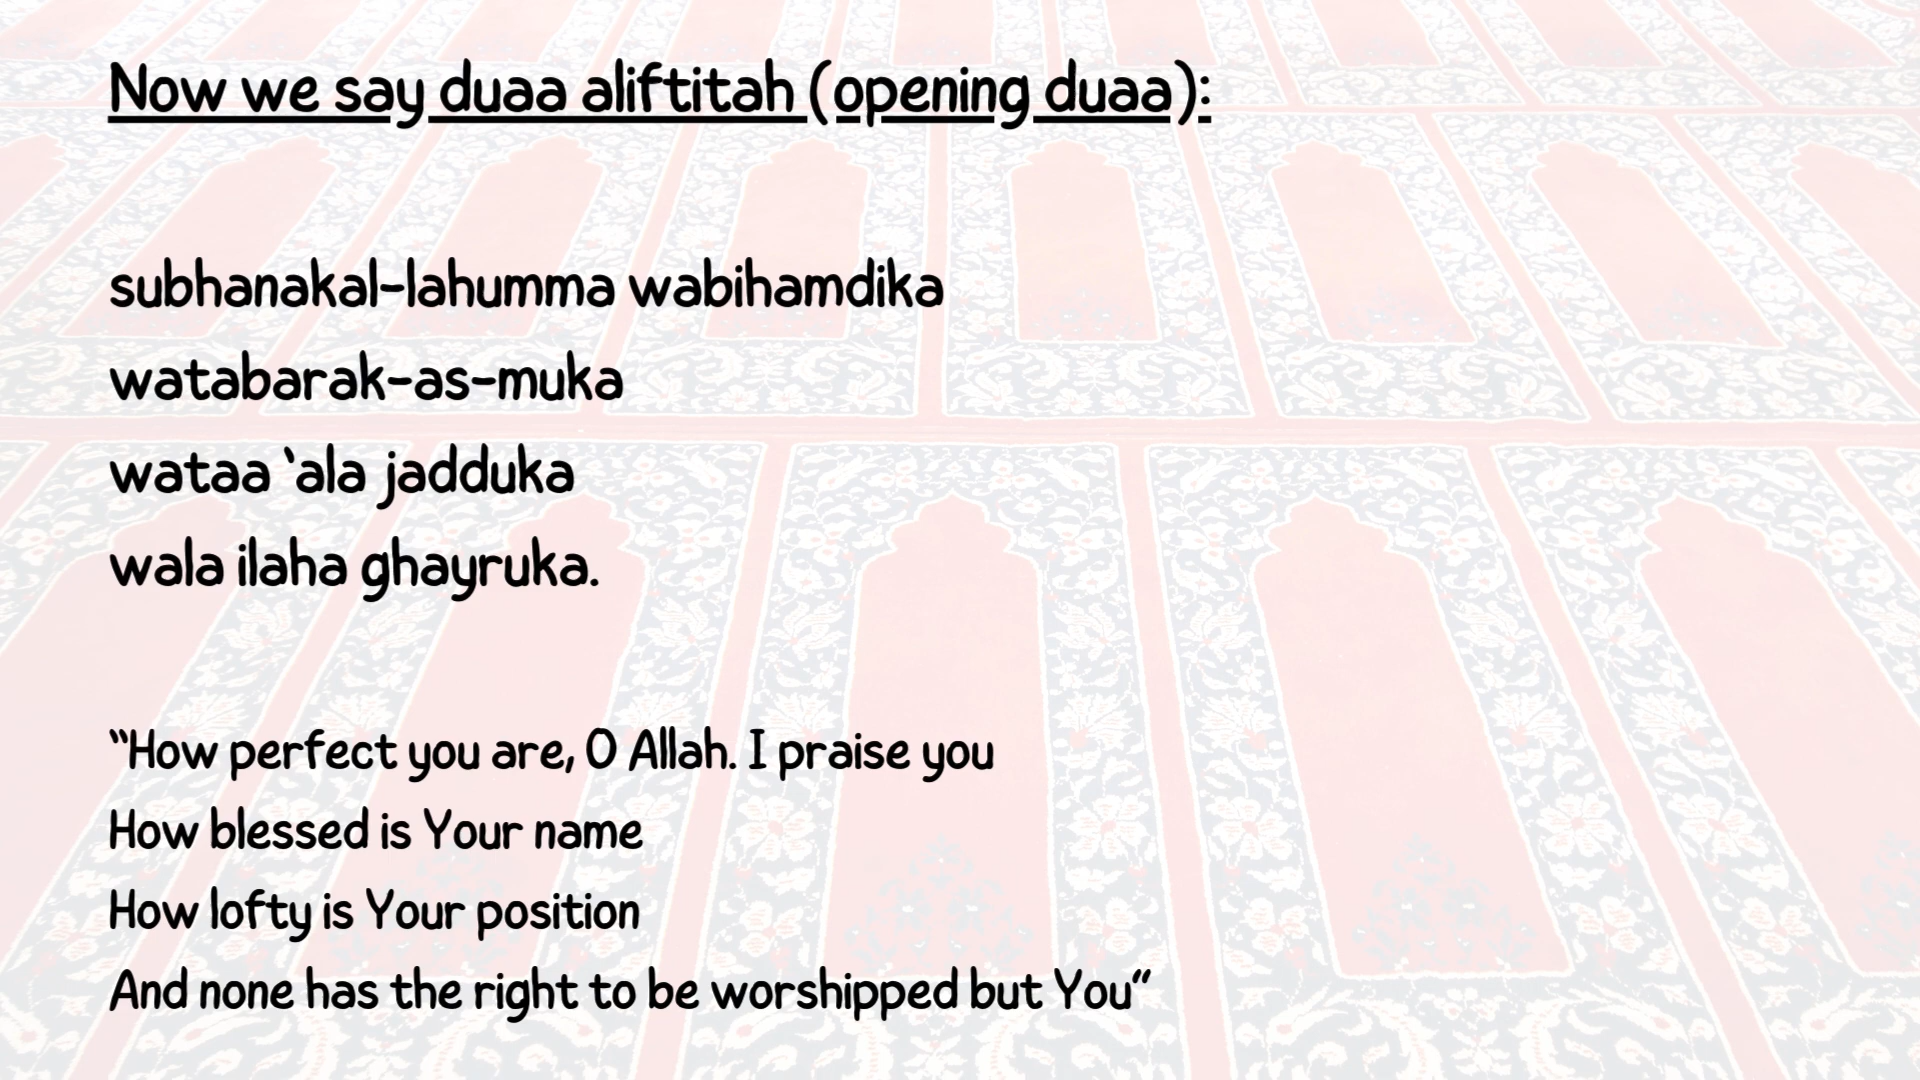 Now we say duaa aliftitah (opening duaa):
subhanakal-lahumma wabihamdika
watabarak-as-muka
wataa `ala jadduka
wala ilaha ghayruka.
“How perfect you are, O Allah. I praise you
How blessed is Your name
How lofty is Your position
And none has the right to be worshipped but You”